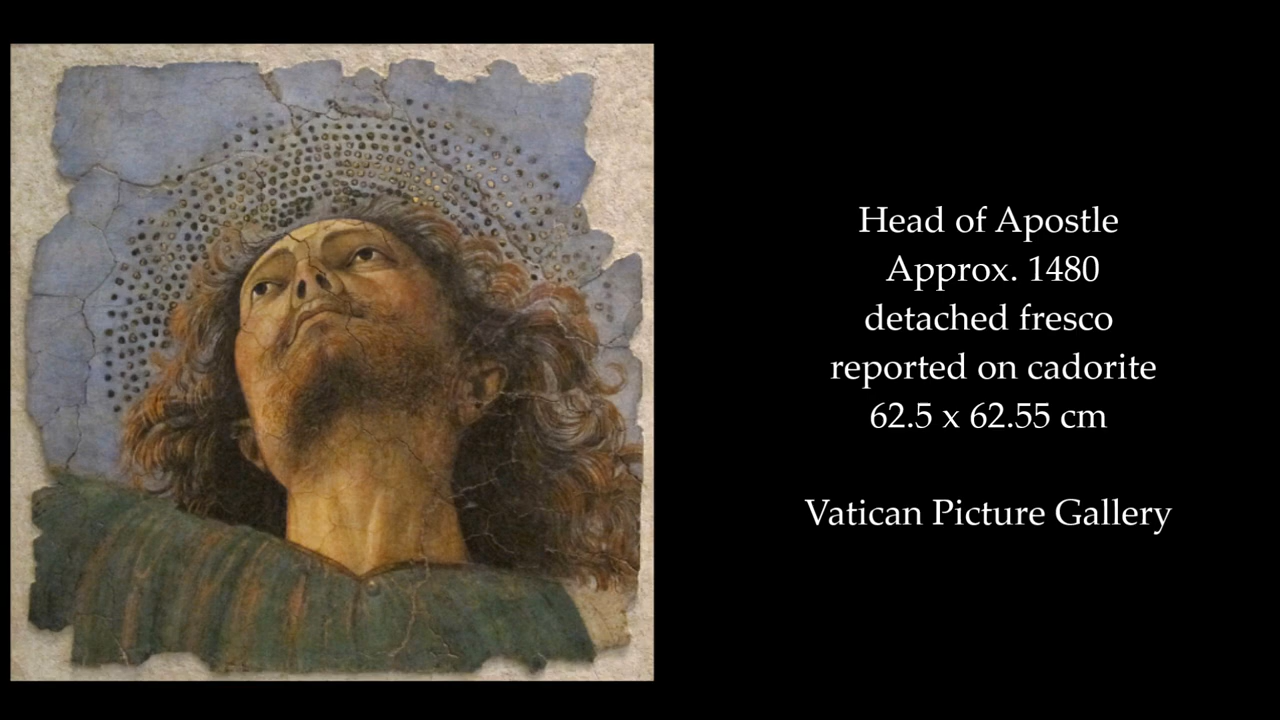 Head of Apostle
Approx. 1480
detached fresco
reported on cadorite
62.5 x 62.55 cm
Vatican Picture Gallery